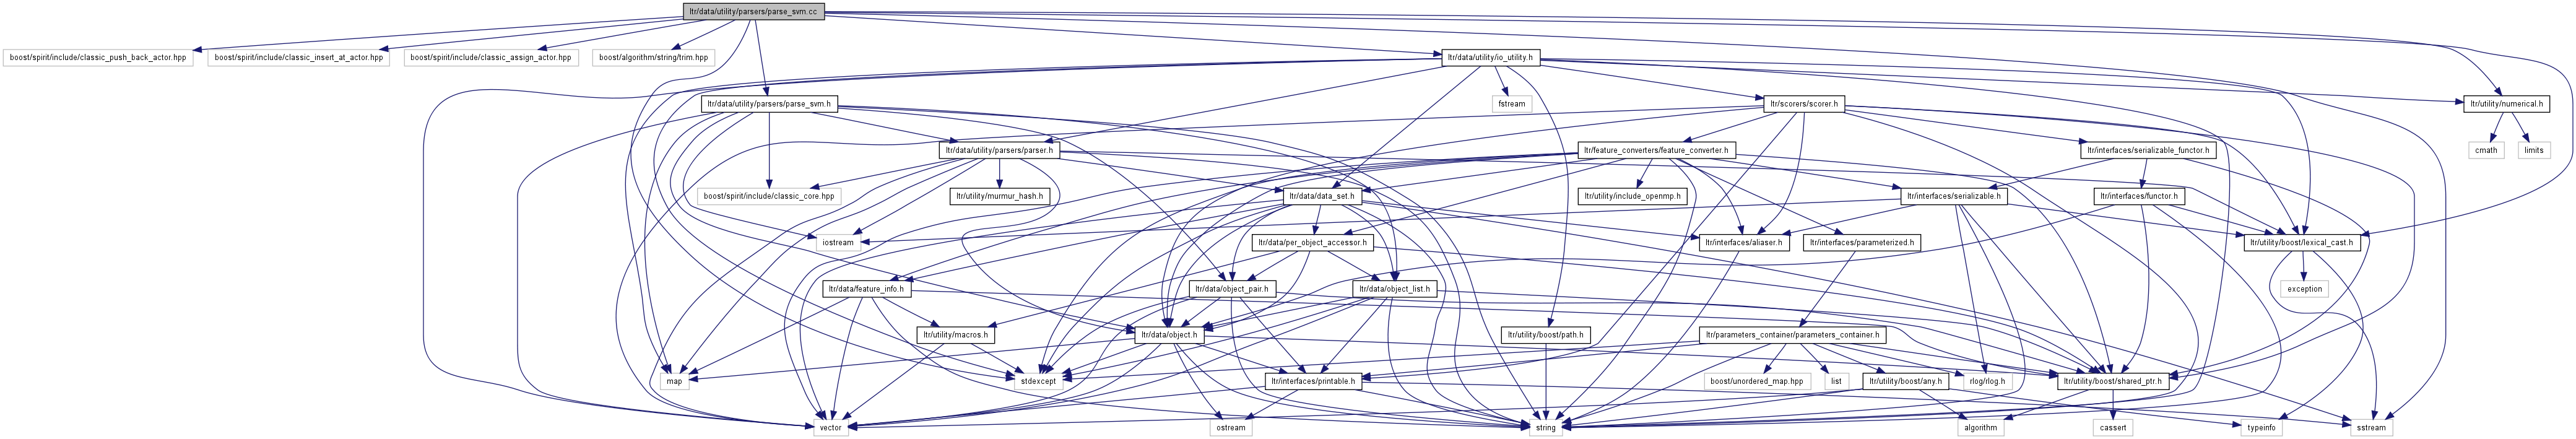 ltr/data/utility/parsers/parse_svm.cc
boost/spirit/include/classic_push_back_actor.hpp
boost/spirit/include/classic_insert_at_actor.hpp
boost/spirit/include/classic_assign_actor.hpp
boost/algorithm/string/trim.hpp
ltr/data/utility/io_utility.h
ltr/data/utility/parsers/parse_svm.h
fstream
ltr/scorers/scorer.h
ltr/utility/numerical.h
ltr/data/utility/parsers/parser.h
ltr/feature_converters/feature_converter.h
ltr/interfaces/serializable_functor.h
cmath
limits
boost/spirit/include/classic_core.hpp
ltr/utility/murmur_hash.h
ltr/data/data_set.h
ltr/utility/include_openmp.h
ltr/interfaces/serializable.h
ltr/interfaces/functor.h
iostream
ltr/data/per_object_accessor.h
ltr/interfaces/aliaser.h
ltr/interfaces/parameterized.h
ltr/utility/boost/lexical_cast.h
ltr/data/feature_info.h
ltr/data/object_pair.h
ltr/data/object_list.h
exception
ltr/utility/macros.h
ltr/data/object.h
ltr/utility/boost/path.h
ltr/parameters_container/parameters_container.h
map
stdexcept
ltr/interfaces/printable.h
boost/unordered_map.hpp
list
ltr/utility/boost/any.h
rlog/rlog.h
ltr/utility/boost/shared_ptr.h
vector
ostream
string
algorithm
cassert
typeinfo
sstream